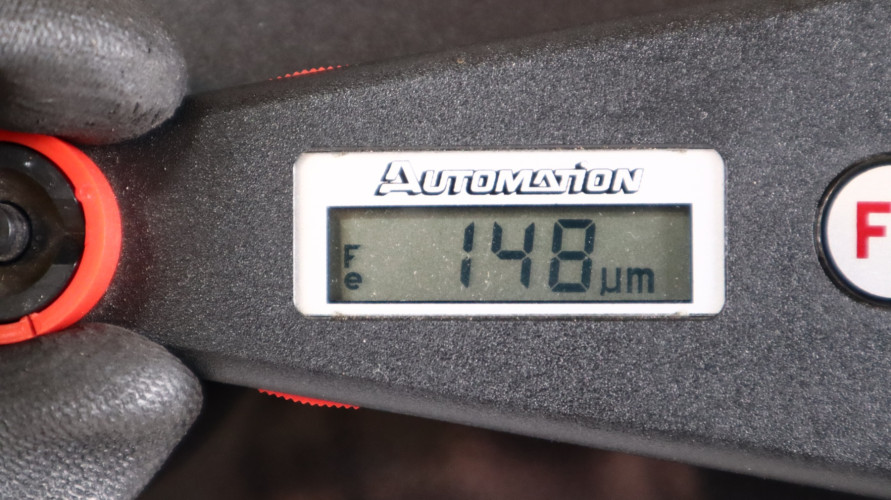 AUTOMATION
Fe 148 µm
F